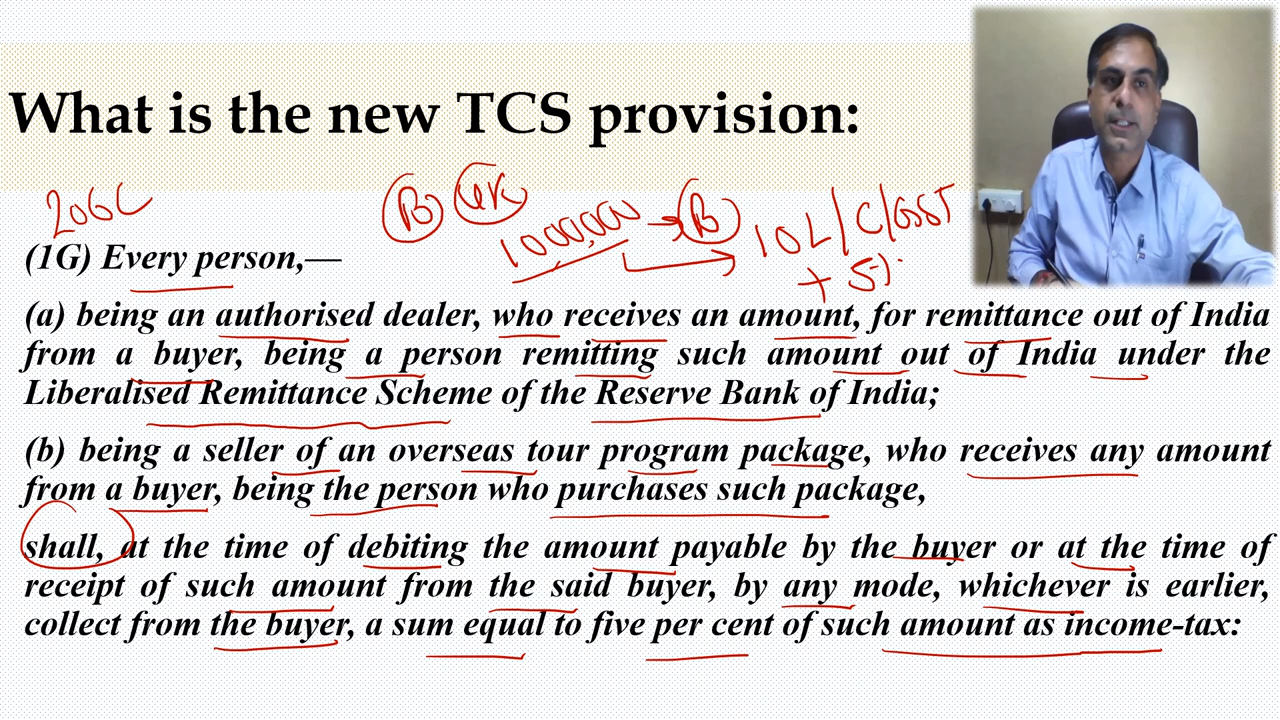 What is the new TCS provision:
206C
B UK 1000,000 → B 10L / C/GST
+ 5%
(1G) Every person,—
(a) being an authorised dealer, who receives an amount, for remittance out of India
from a buyer, being a person remitting such amount out of India under the
Liberalised Remittance Scheme of the Reserve Bank of India;
(b) being a seller of an overseas tour program package, who receives any amount
from a buyer, being the person who purchases such package,
shall, at the time of debiting the amount payable by the buyer or at the time of
receipt of such amount from the said buyer, by any mode, whichever is earlier,
collect from the buyer, a sum equal to five per cent of such amount as income-tax: